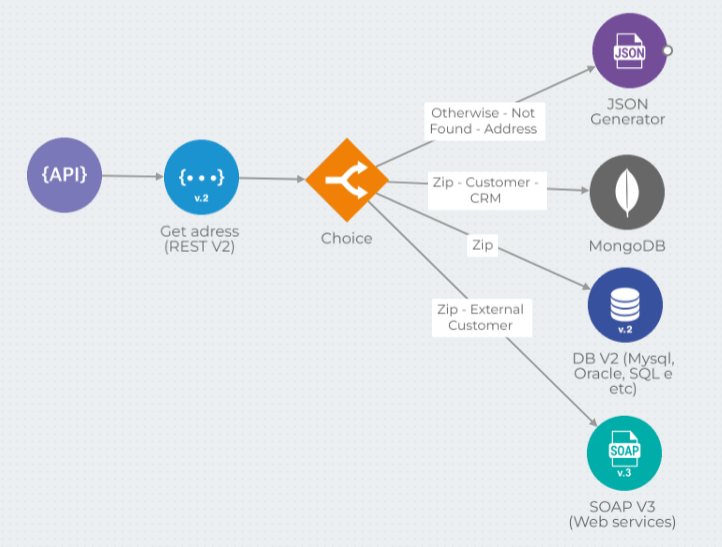 {API}
{•••}
v.2
Get adress
(REST V2)
Choice
Otherwise - Not
Found - Address
Zip - Customer -
CRM
Zip
Zip - External
Customer
JSON
JSON
Generator
MongoDB
v.2
DB V2 (Mysql,
Oracle, SQL e
etc)
SOAP
v.3
SOAP V3
(Web services)